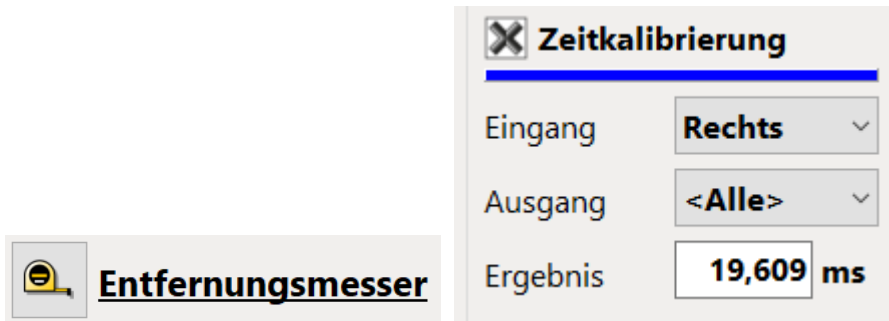 Zeitkalibrierung
Eingang Rechts
Ausgang <Alle>
Ergebnis 19,609 ms
Entfernungsmesser